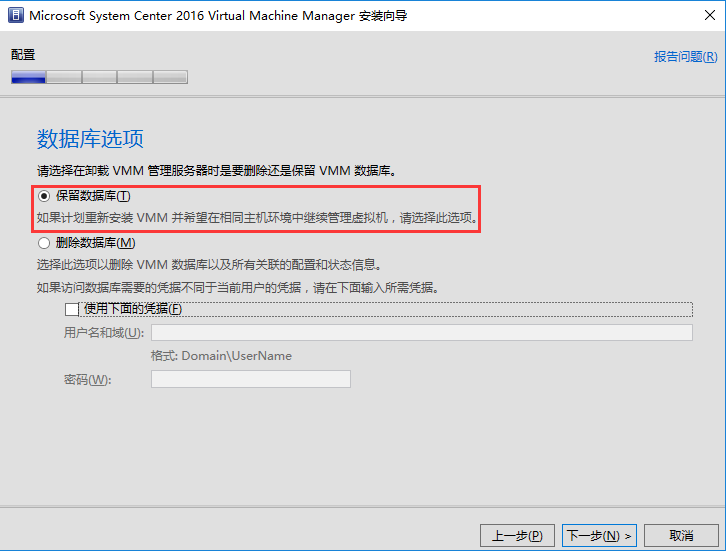 Microsoft System Center 2016 Virtual Machine Manager 安装向导
配置
报告问题(R)
数据库选项
请选择在卸载 VMM 管理服务器时是要删除还是保留 VMM 数据库。
保留数据库(T)
如果计划重新安装 VMM 并希望在相同主机环境中继续管理虚拟机，请选择此选项。
删除数据库(M)
选择此选项以删除 VMM 数据库以及所有关联的配置和状态信息。
如果访问数据库需要的凭据不同于当前用户的凭据，请在下面输入所需凭据。
使用下面的凭据(F)
用户名和域(U):
格式: Domain\UserName
密码(W):
上一步(P) 下一步(N) > 取消